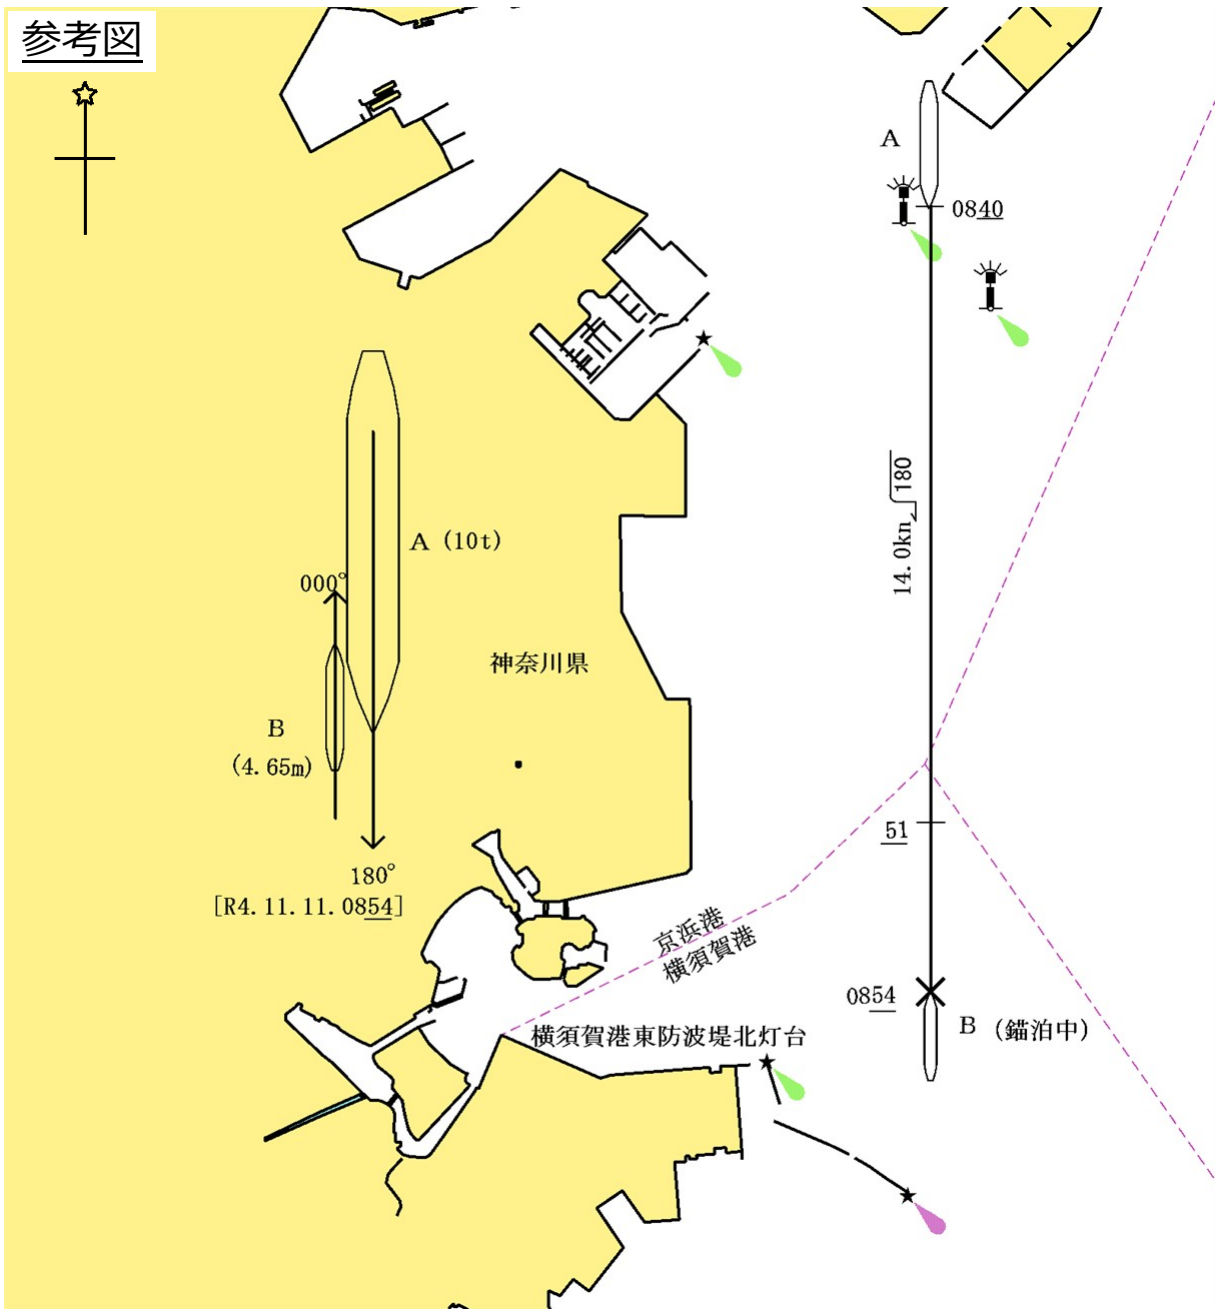 参考図
A
0840
180
14.0kn
A (10t)
000°
神奈川県
B
(4.65m)
51
180°
[R4.11.11.0854]
京浜港
横須賀港
0854
B (錨泊中)
横須賀港東防波堤北灯台